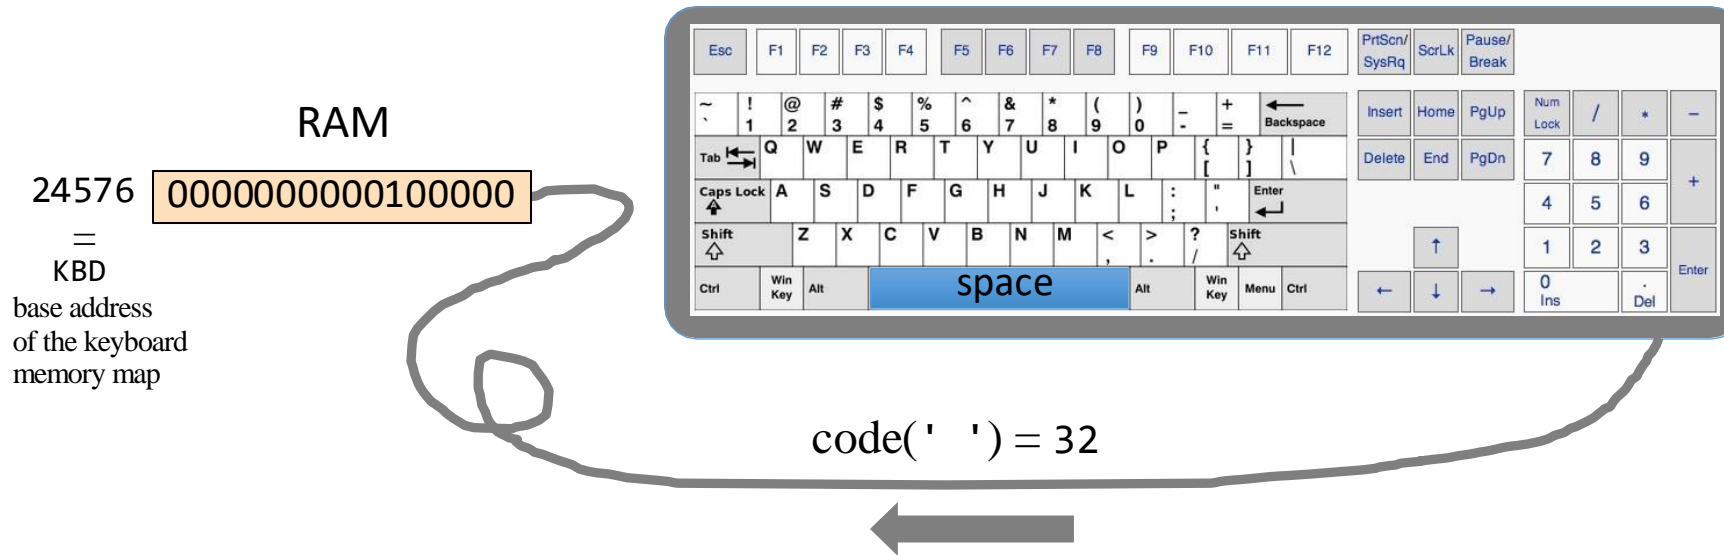 RAM
24576 0000000000100000
=
KBD
base address
of the keyboard
memory map
Esc F1 F2 F3 F4 F5 F6 F7 F8 F9 F10 F11 F12 PrtScn/ SysRq ScrLk Pause/ Break
~ ` ! 1 @ 2 # 3 $ 4 % 5 ^ 6 & 7 * 8 ( 9 ) 0 _ - + = ← Backspace Insert Home PgUp Num Lock / * −
Tab Q W E R T Y U I O P { [ } ] | \ Delete End PgDn 7 8 9 +
Caps Lock A S D F G H J K L : ; " ' Enter 4 5 6
Shift Z X C V B N M < , > . ? / Shift ↑ 1 2 3 Enter
Ctrl Win Key Alt space Alt Win Key Menu Ctrl ← ↓ → 0 Ins . Del
code(' ') = 32